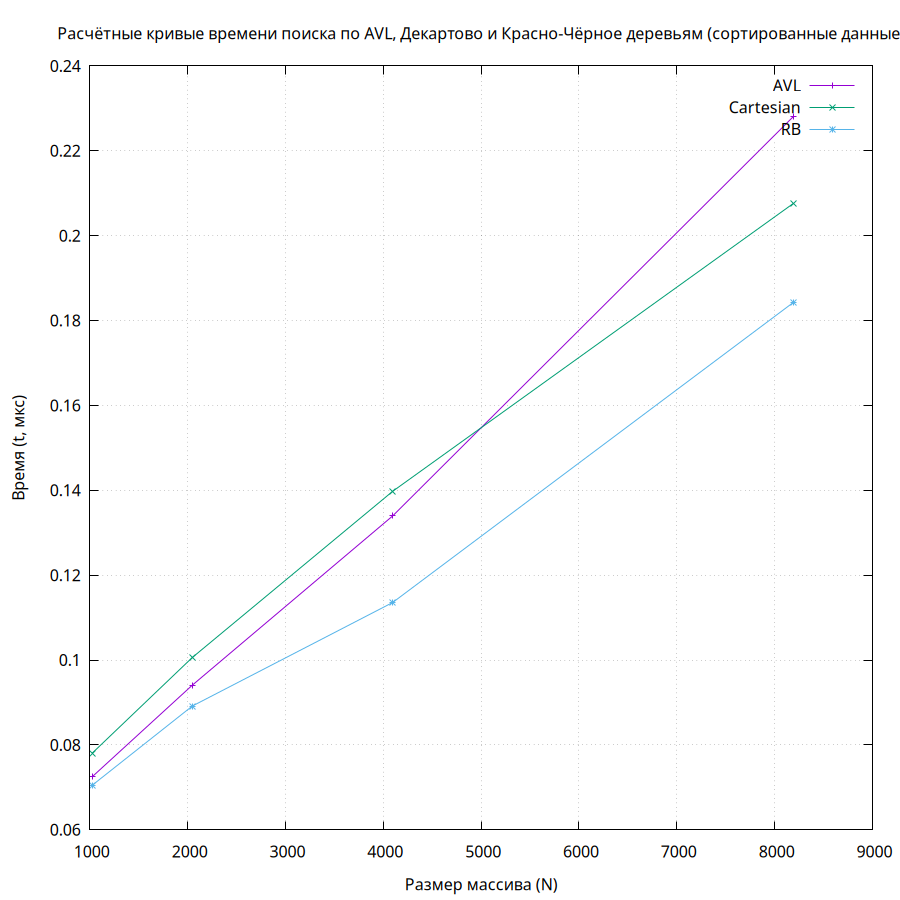 Расчётные кривые времени поиска по AVL, Декартово и Красно-Чёрное деревьям (сортированные данные
0.24
AVL
Cartesian
RB
0.22
0.2
0.18
0.16
0.14
0.12
0.1
0.08
0.06
Время (t, мкс)
1000 2000 3000 4000 5000 6000 7000 8000 9000
Размер массива (N)